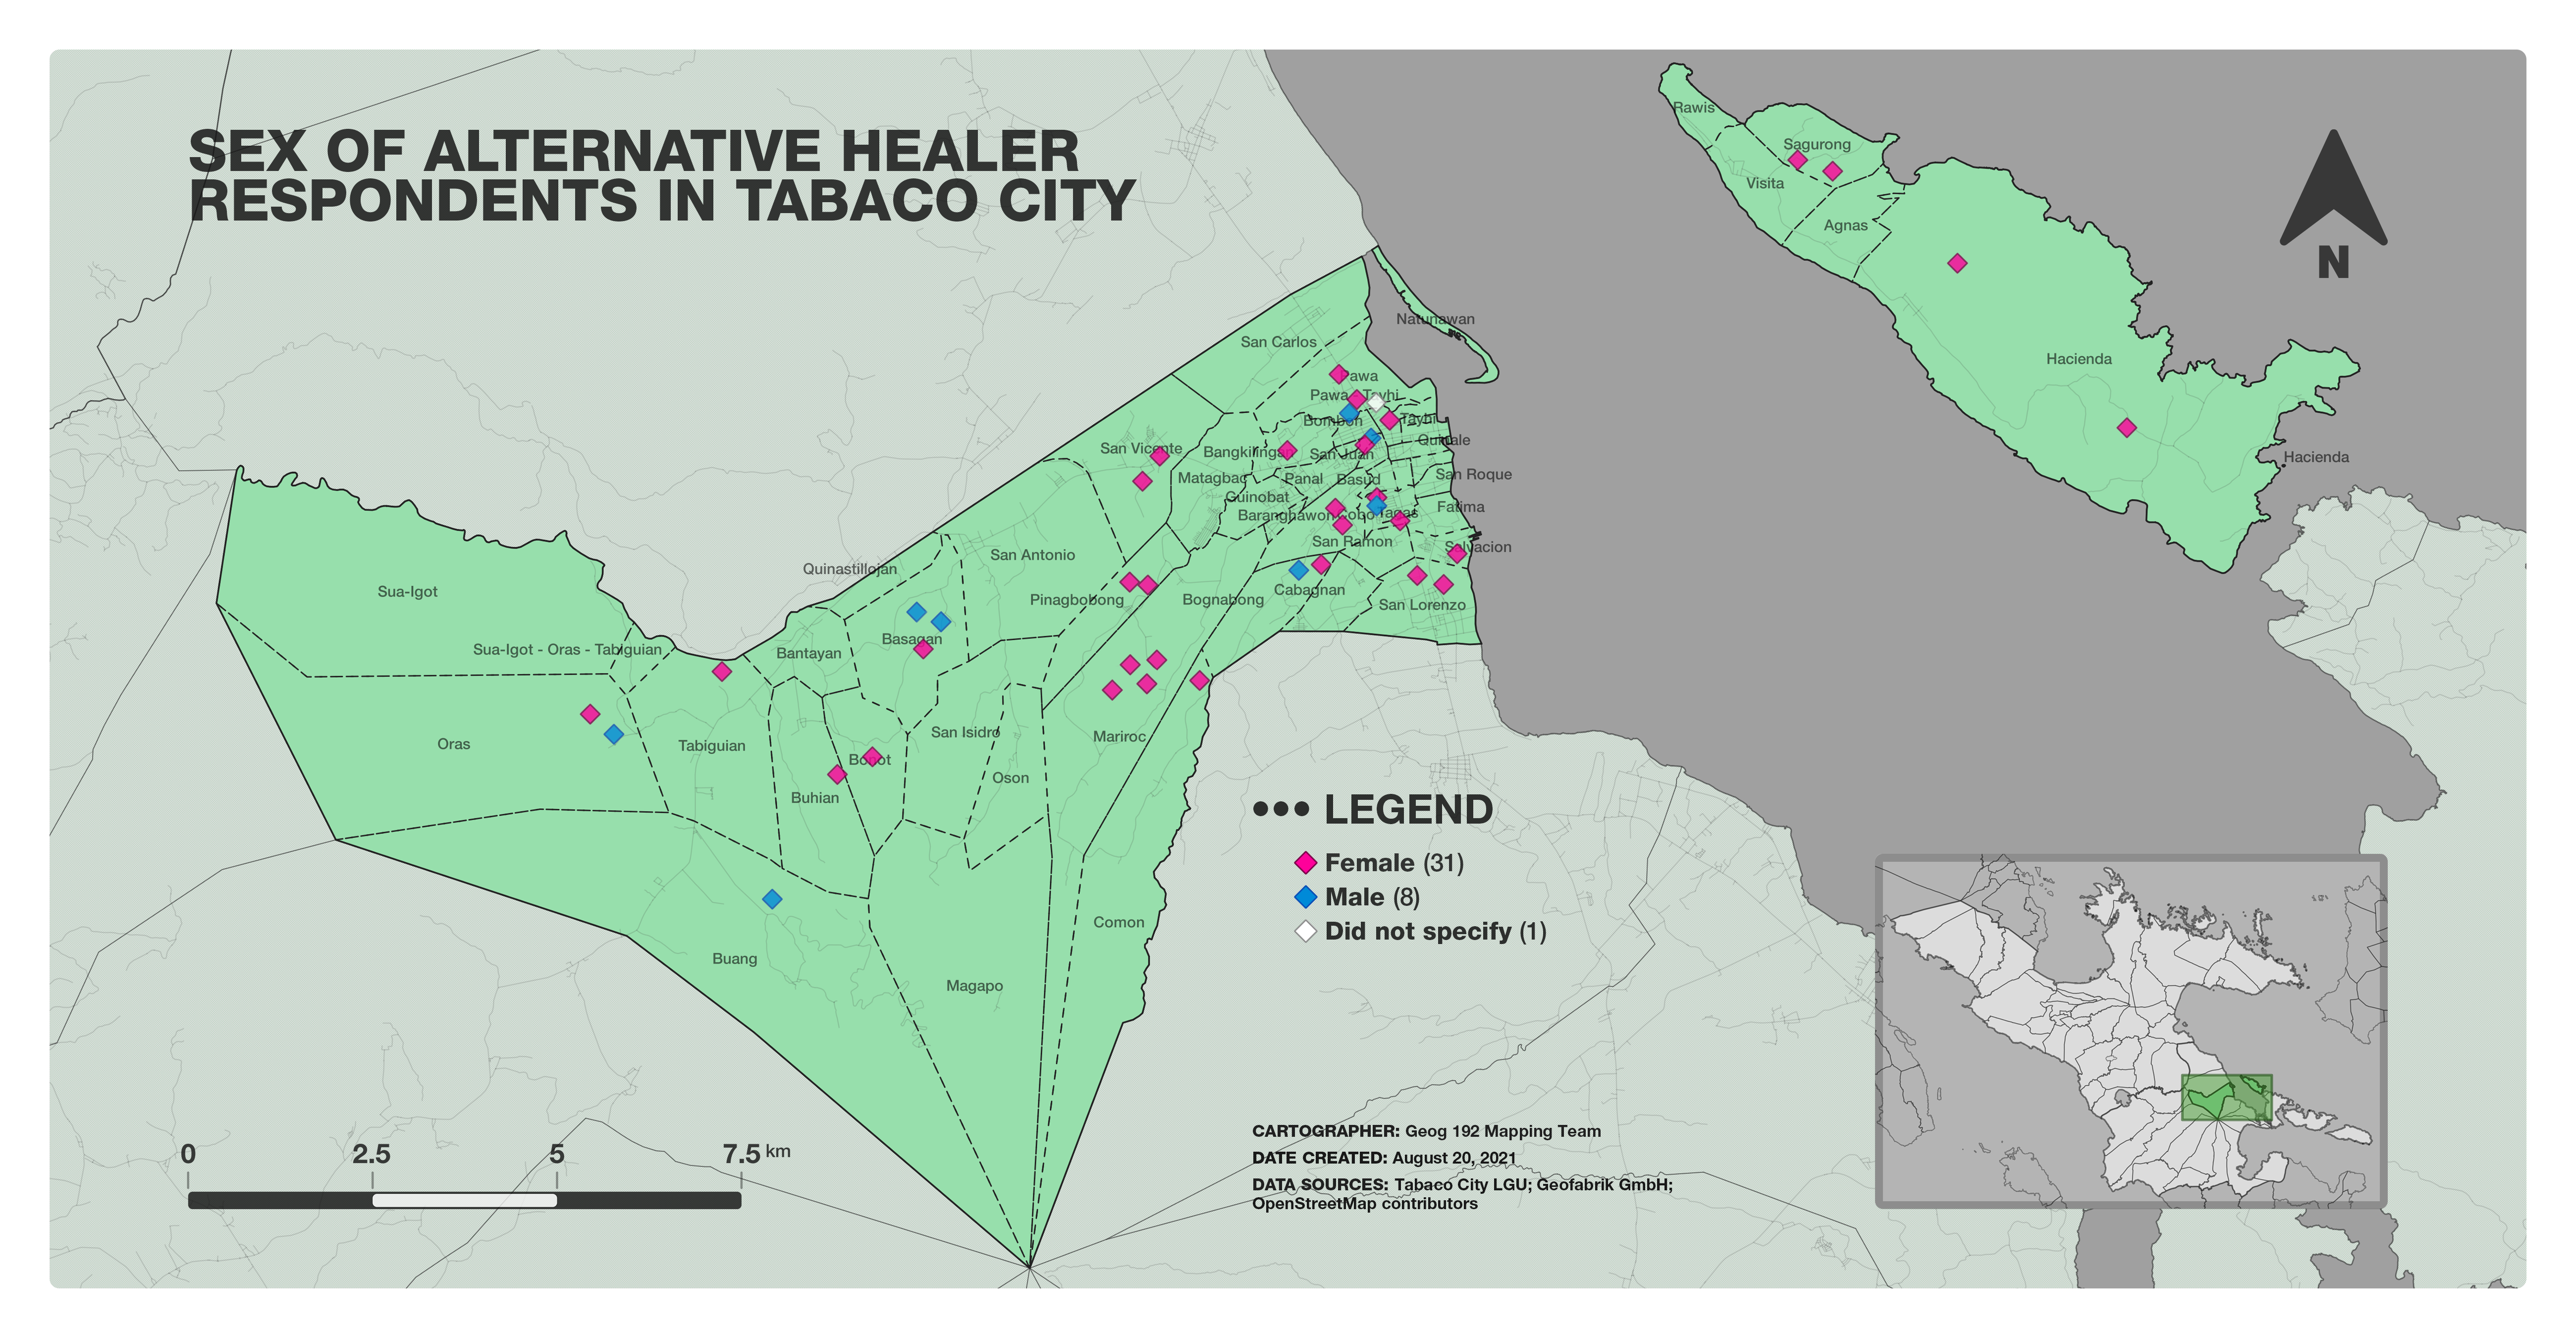 SEX OF ALTERNATIVE HEALER
RESPONDENTS IN TABACO CITY
Rawis
Sagurong
Visita
Agnas
N
Natunawan
San Carlos
Hacienda
Pawa
Pawa - Tayhi
Bombon
Tayhi
Quinale
San Vicente
Bangkilingan
San Juan
Hacienda
Matagbac
Panal
Basud
San Roque
Guinobat
Fatima
Baranghawon
Cobo
Tagas
San Ramon
Salvacion
San Antonio
Quinastillojan
Sua-Igot
Pinagbobong
Bognabong
Cabagnan
San Lorenzo
Basagan
Sua-Igot - Oras - Tabiguian
Bantayan
Oras
Tabiguian
San Isidro
Mariroc
Bonot
Oson
Buhian
Comon
Buang
Magapo
••• LEGEND
Female (31)
Male (8)
Did not specify (1)
CARTOGRAPHER: Geog 192 Mapping Team
DATE CREATED: August 20, 2021
DATA SOURCES: Tabaco City LGU; Geofabrik GmbH;
OpenStreetMap contributors
0 2.5 5 7.5 km